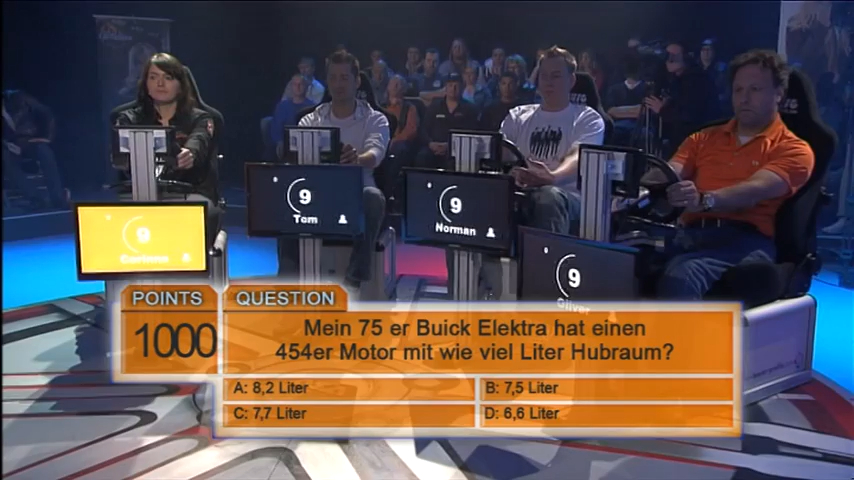 9
Corinna
9
Tom
9
Norman
9
Oliver
POINTS
QUESTION
1000
Mein 75 er Buick Elektra hat einen
454er Motor mit wie viel Liter Hubraum?
A: 8,2 Liter
B: 7,5 Liter
C: 7,7 Liter
D: 6,6 Liter